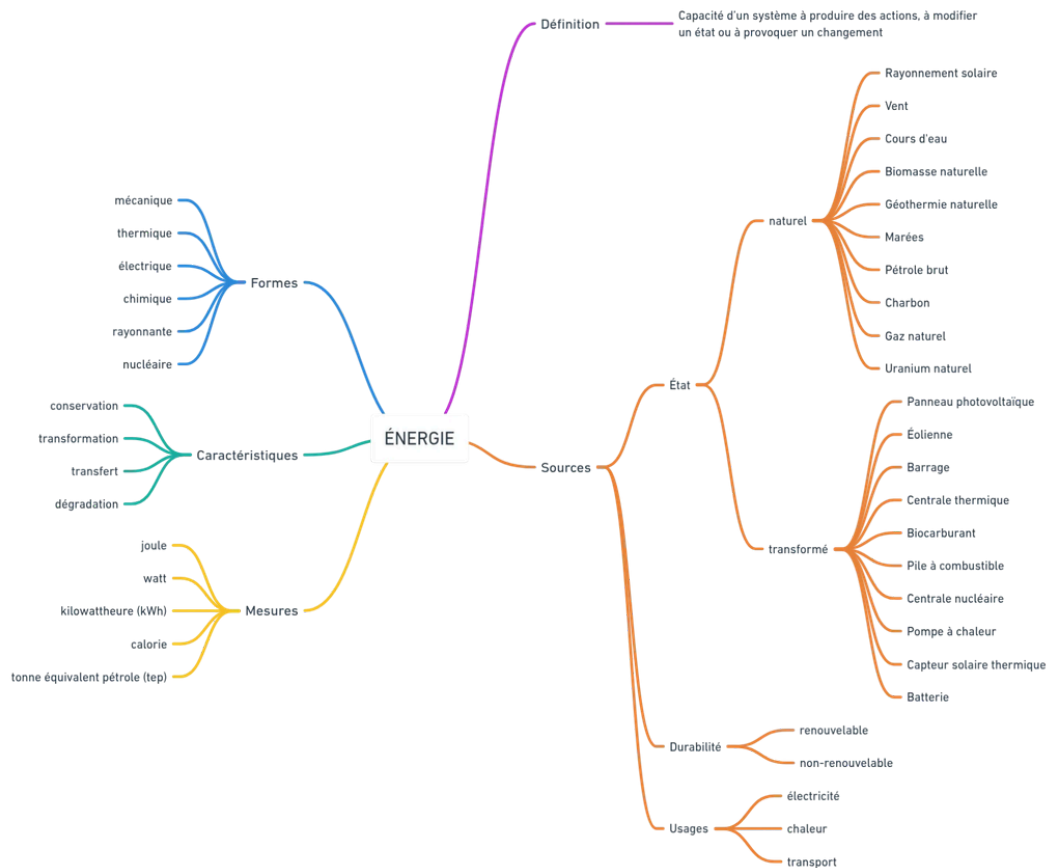 ÉNERGIE
Définition
Capacité d'un système à produire des actions, à modifier
un état ou à provoquer un changement
Formes
mécanique
thermique
électrique
chimique
rayonnante
nucléaire
Caractéristiques
conservation
transformation
transfert
dégradation
Mesures
joule
watt
kilowattheure (kWh)
calorie
tonne équivalent pétrole (tep)
Sources
État
naturel
Rayonnement solaire
Vent
Cours d'eau
Biomasse naturelle
Géothermie naturelle
Marées
Pétrole brut
Charbon
Gaz naturel
Uranium naturel
transformé
Panneau photovoltaïque
Éolienne
Barrage
Centrale thermique
Biocarburant
Pile à combustible
Centrale nucléaire
Pompe à chaleur
Capteur solaire thermique
Batterie
Durabilité
renouvelable
non-renouvelable
Usages
électricité
chaleur
transport